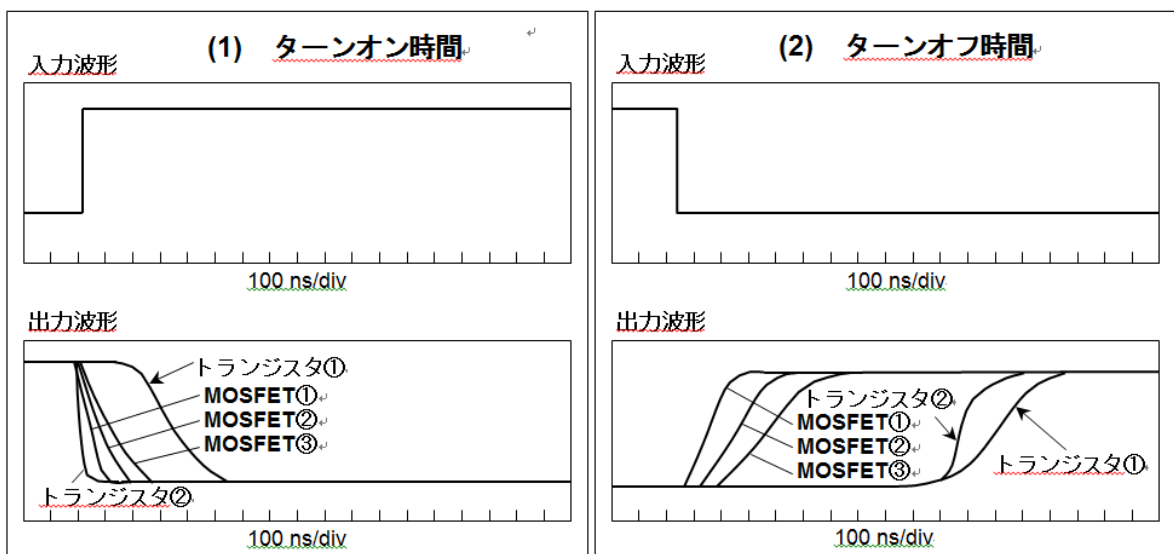 (1) ターンオン時間
入力波形
100 ns/div
出力波形
トランジスタ①
MOSFET①
MOSFET②
MOSFET③
トランジスタ②
100 ns/div
(2) ターンオフ時間
入力波形
100 ns/div
出力波形
トランジスタ②
MOSFET①
MOSFET②
MOSFET③
トランジスタ①
100 ns/div